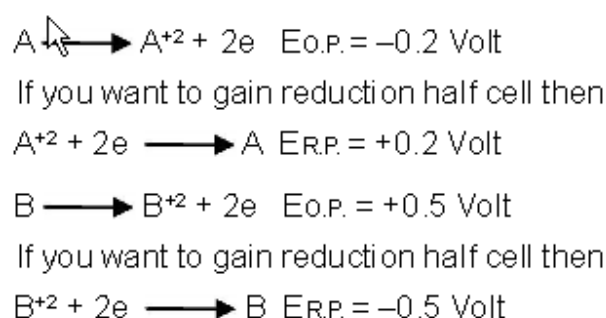 A ⟶ A⁺² + 2e Eo.P. = –0.2 Volt
If you want to gain reduction half cell then
A⁺² + 2e ⟶ A ER.P. = +0.2 Volt
B ⟶ B⁺² + 2e Eo.P. = +0.5 Volt
If you want to gain reduction half cell then
B⁺² + 2e ⟶ B ER.P. = –0.5 Volt